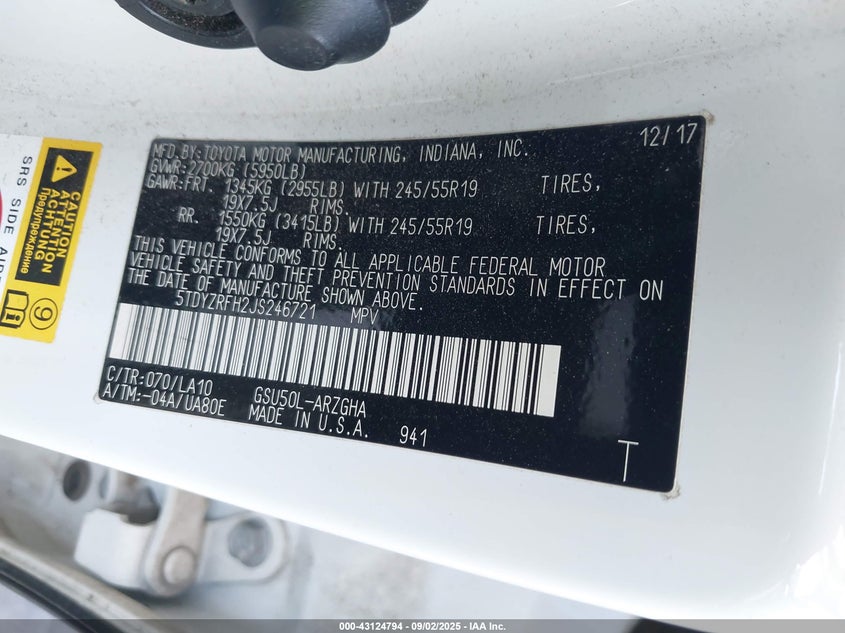 12/17
MFD. BY: TOYOTA MOTOR MANUFACTURING, INDIANA, INC.
GVWR: 2700KG (5950LB)
GAWR: FRT. 1345KG (2955LB) WITH 245/55R19 TIRES,
19X7.5J RIMS.
RR. 1550KG (3415LB) WITH 245/55R19 TIRES,
19X7.5J RIMS.
THIS VEHICLE CONFORMS TO ALL APPLICABLE FEDERAL MOTOR
VEHICLE SAFETY AND THEFT PREVENTION STANDARDS IN EFFECT ON
THE DATE OF MANUFACTURE SHOWN ABOVE.
5TDYZRFH2JS246721 MPV
C/TR: 070/LA10 GSU50L-ARZGHA
A/TM: -04A/UA80E MADE IN U.S.A. 941
T
SRS SIDE AIR
CAUTION
ATTENTION
ACHTUNG
Предупреждение
9
000-43124794 - 09/02/2025 - IAA Inc.